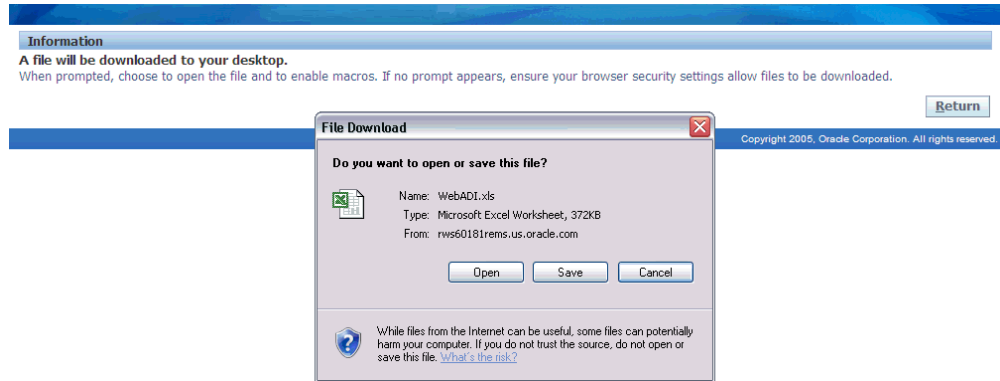 Information
A file will be downloaded to your desktop.
When prompted, choose to open the file and to enable macros. If no prompt appears, ensure your browser security settings allow files to be downloaded.
Return
File Download
Copyright 2005, Oracle Corporation. All rights reserved.
Do you want to open or save this file?
Name: WebADI.xls
Type: Microsoft Excel Worksheet, 372KB
From: rws60181rems.us.oracle.com
Open Save Cancel
While files from the Internet can be useful, some files can potentially
harm your computer. If you do not trust the source, do not open or
save this file. What's the risk?